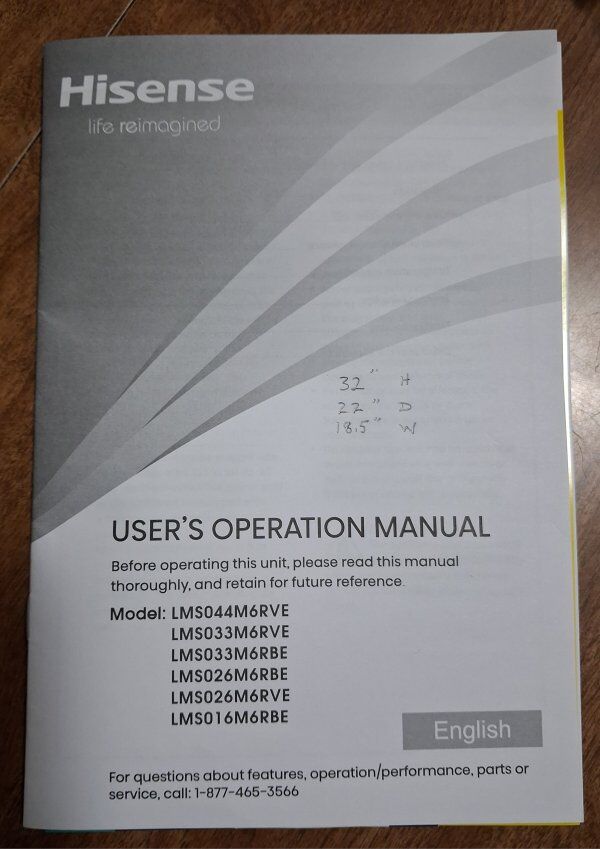 Hisense
life reimagined
32" H
22" D
18.5" W
USER'S OPERATION MANUAL
Before operating this unit, please read this manual
thoroughly, and retain for future reference.
Model: LMS044M6RVE
LMS033M6RVE
LMS033M6RBE
LMS026M6RBE
LMS026M6RVE
LMS016M6RBE
English
For questions about features, operation/performance, parts or
service, call: 1-877-465-3566